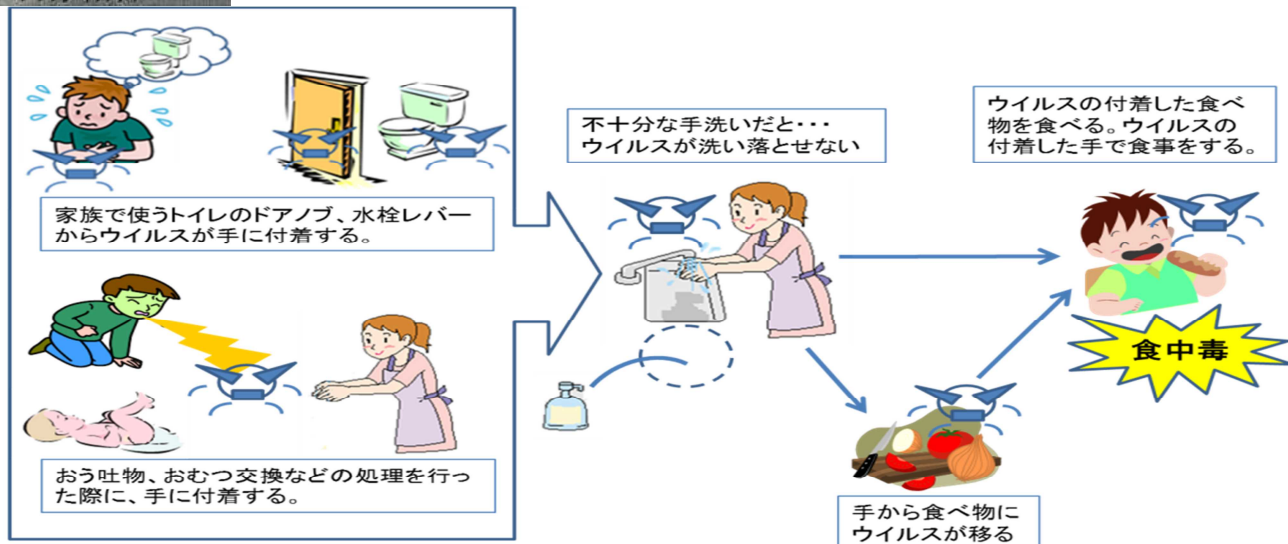 家族で使うトイレのドアノブ、水栓レバー
からウイルスが手に付着する。
おう吐物、おむつ交換などの処理を行っ
た際に、手に付着する。
不十分な手洗いだと・・・
ウイルスが洗い落とせない
手から食べ物に
ウイルスが移る
ウイルスの付着した食べ
物を食べる。ウイルスの
付着した手で食事をする。
食中毒